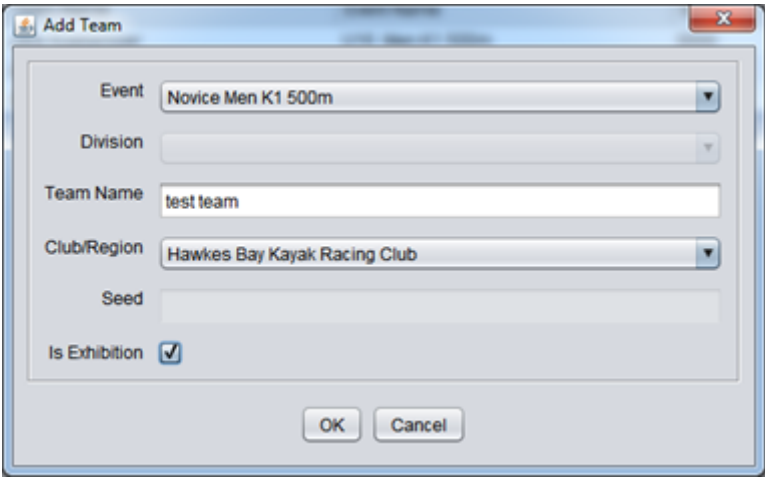 Add Team
Event Novice Men K1 500m
Division
Team Name test team
Club/Region Hawkes Bay Kayak Racing Club
Seed
Is Exhibition
OK Cancel